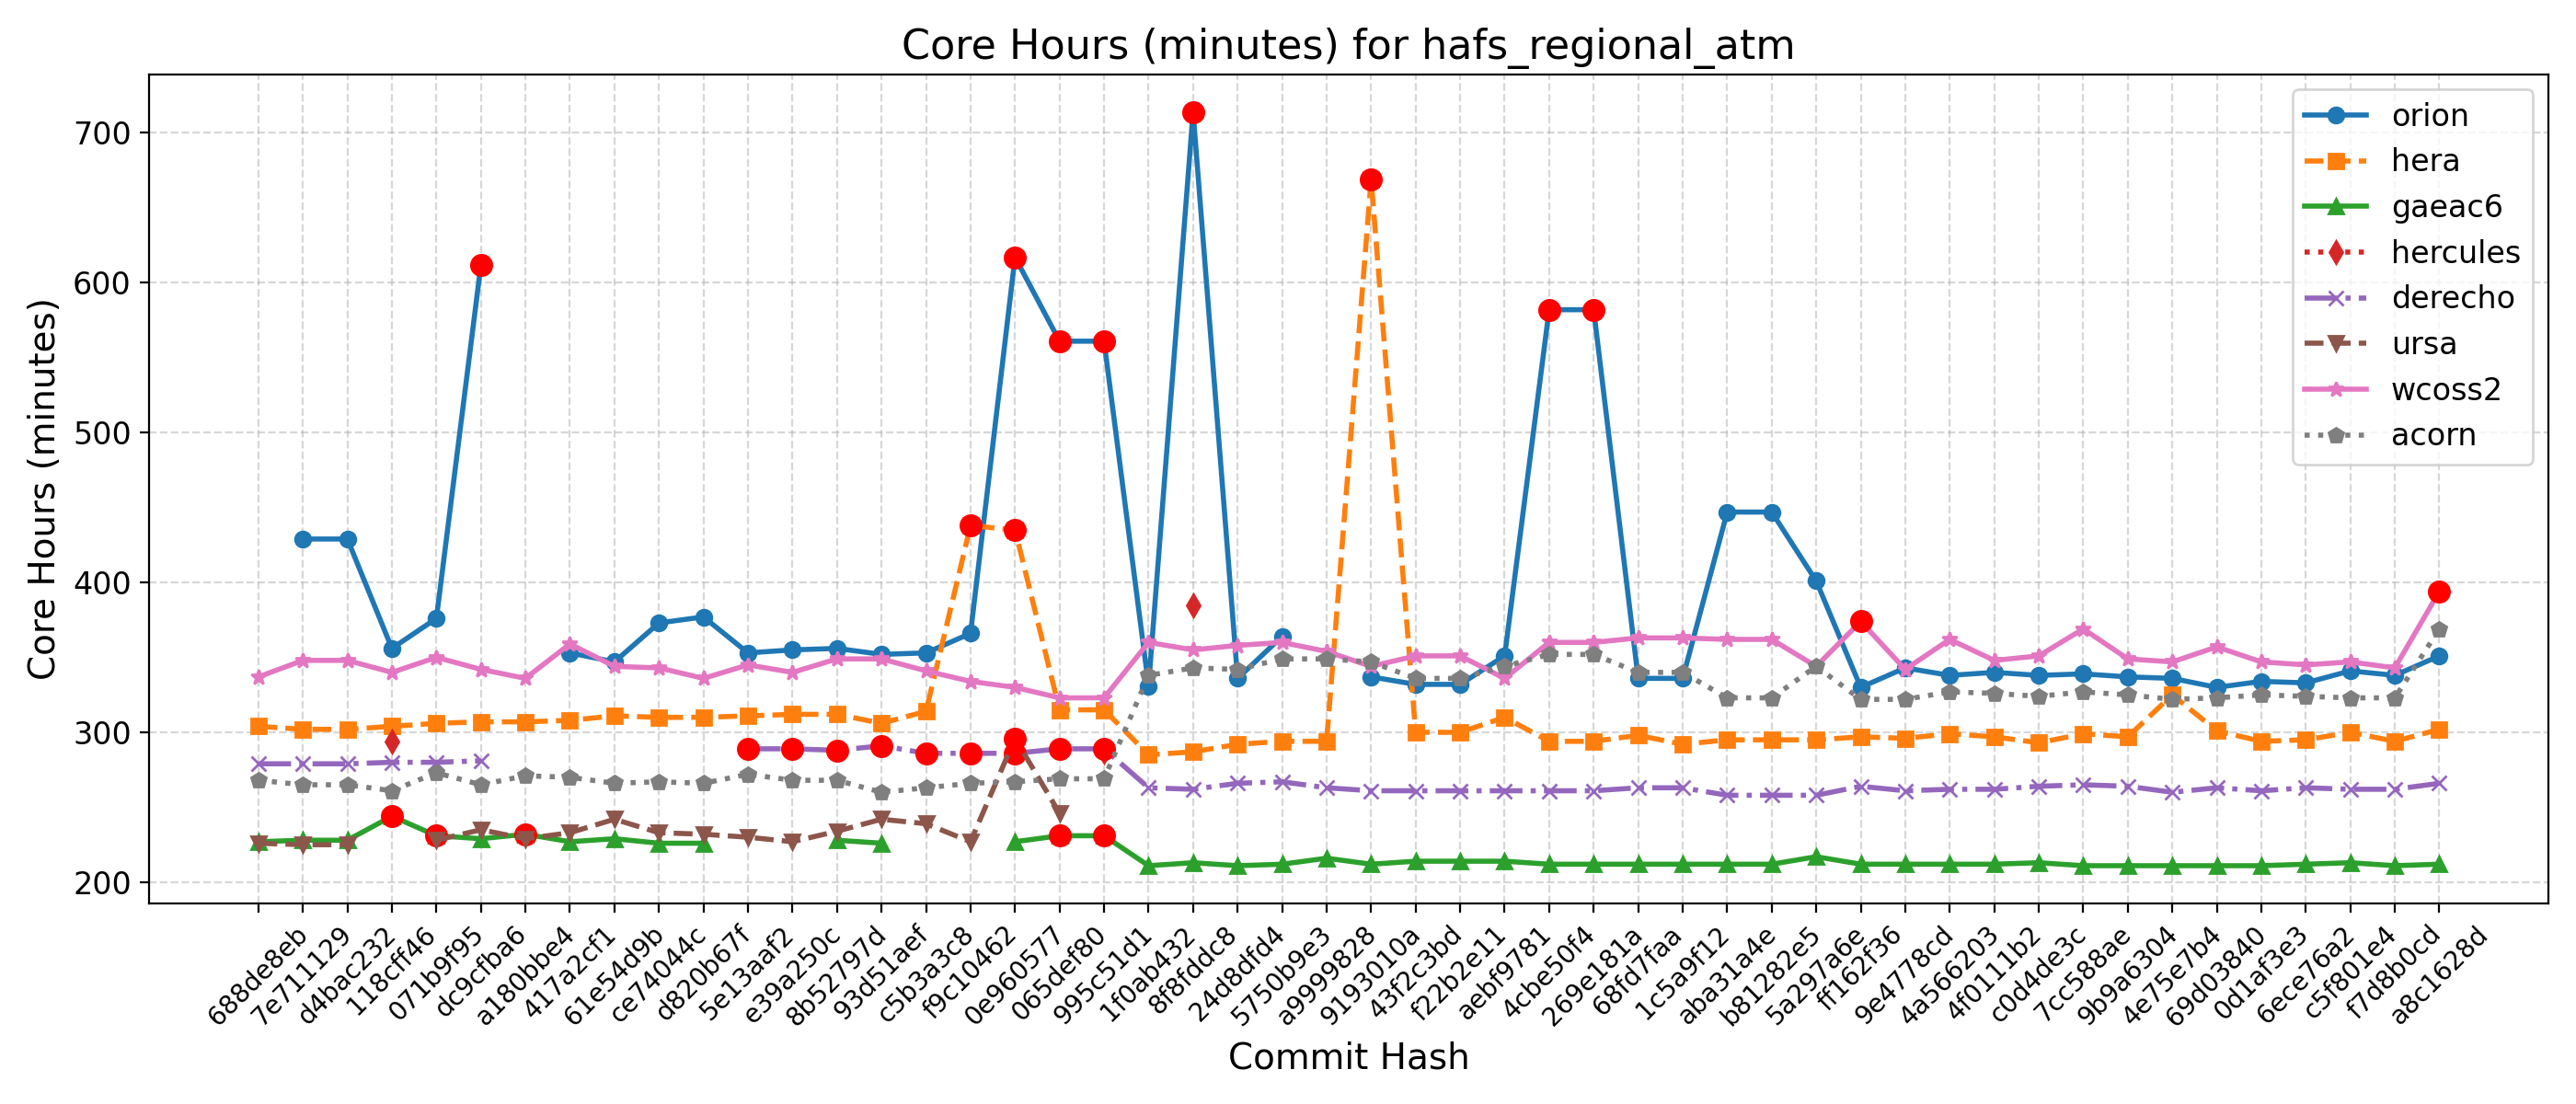 Core Hours (minutes) for hafs_regional_atm
Core Hours (minutes)
700
600
500
400
300
200
orion
hera
gaeac6
hercules
derecho
ursa
wcoss2
acorn
688de8eb
7e711129
d4bac232
118cff46
071b9f95
dc9cfba6
a180bbe4
417a2cf1
61e54d9b
ce74044c
d820b67f
5e13aaf2
e39a250c
8b52797d
93d51aef
c5b3a3c8
f9c10462
0e960577
065def80
995c51d1
1f0ab432
8f8fddc8
24d8dfd4
5750b9e3
a9999828
9193010a
43f2c3bd
f22b2e11
aebf9781
4cbe50f4
269e181a
68fd7faa
1c5a9f12
aba31a4e
b81282e5
5a297a6e
ff162f36
9e4778cd
4a566203
4f0111b2
c0d4de3c
7cc588ae
9b9a6304
4e75e7b4
69d03840
0d1af3e3
6ece76a2
c5f801e4
f7d8b0cd
a8c1628d
Commit Hash